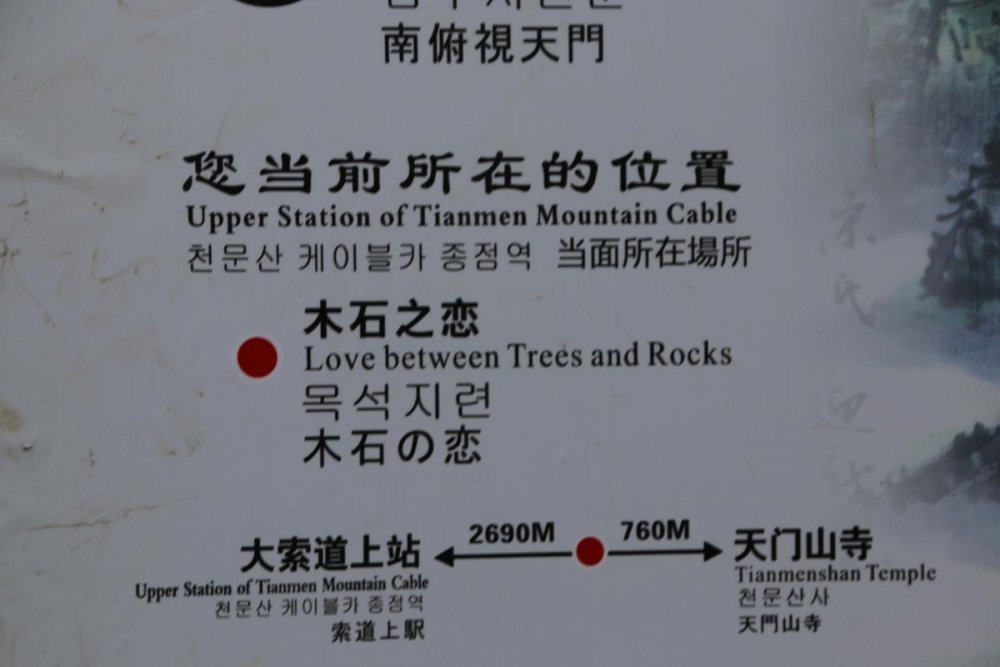 南俯視天門
您当前所在的位置
Upper Station of Tianmen Mountain Cable
천문산 케이블카 종점역 当面所在場所
木石之恋
Love between Trees and Rocks
목석지련
木石の恋
2690M 760M
大索道上站 天门山寺
Upper Station of Tianmen Mountain Cable Tianmenshan Temple
천문산 케이블카 종점역 천문산사
索道上駅 天門山寺